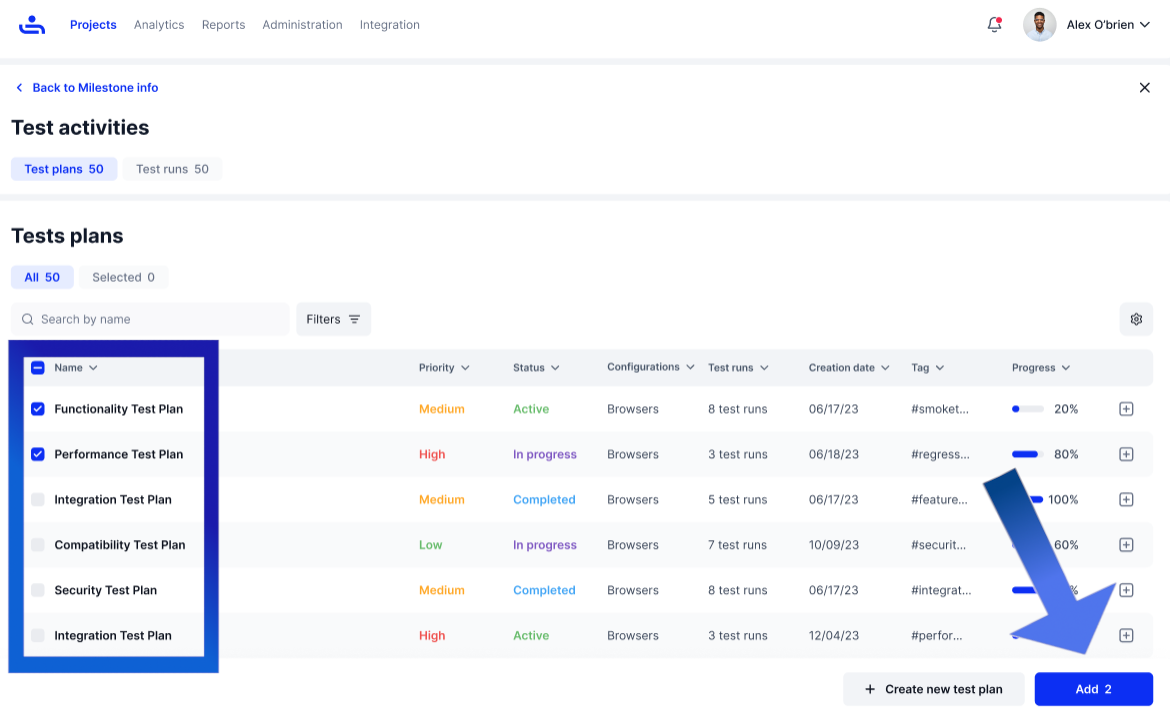 Projects Analytics Reports Administration Integration Alex O'brien
Back to Milestone info
Test activities
Test plans 50 Test runs 50
Tests plans
All 50 Selected 0
Search by name Filters
Name Priority Status Configurations Test runs Creation date Tag Progress
Functionality Test Plan Medium Active Browsers 8 test runs 06/17/23 #smoket... 20%
Performance Test Plan High In progress Browsers 3 test runs 06/18/23 #regress... 80%
Integration Test Plan Medium Completed Browsers 5 test runs 06/17/23 #feature... 100%
Compatibility Test Plan Low In progress Browsers 7 test runs 10/09/23 #securit... 60%
Security Test Plan Medium Completed Browsers 8 test runs 06/17/23 #integrat... %
Integration Test Plan High Active Browsers 3 test runs 12/04/23 #perfor...
+ Create new test plan Add 2